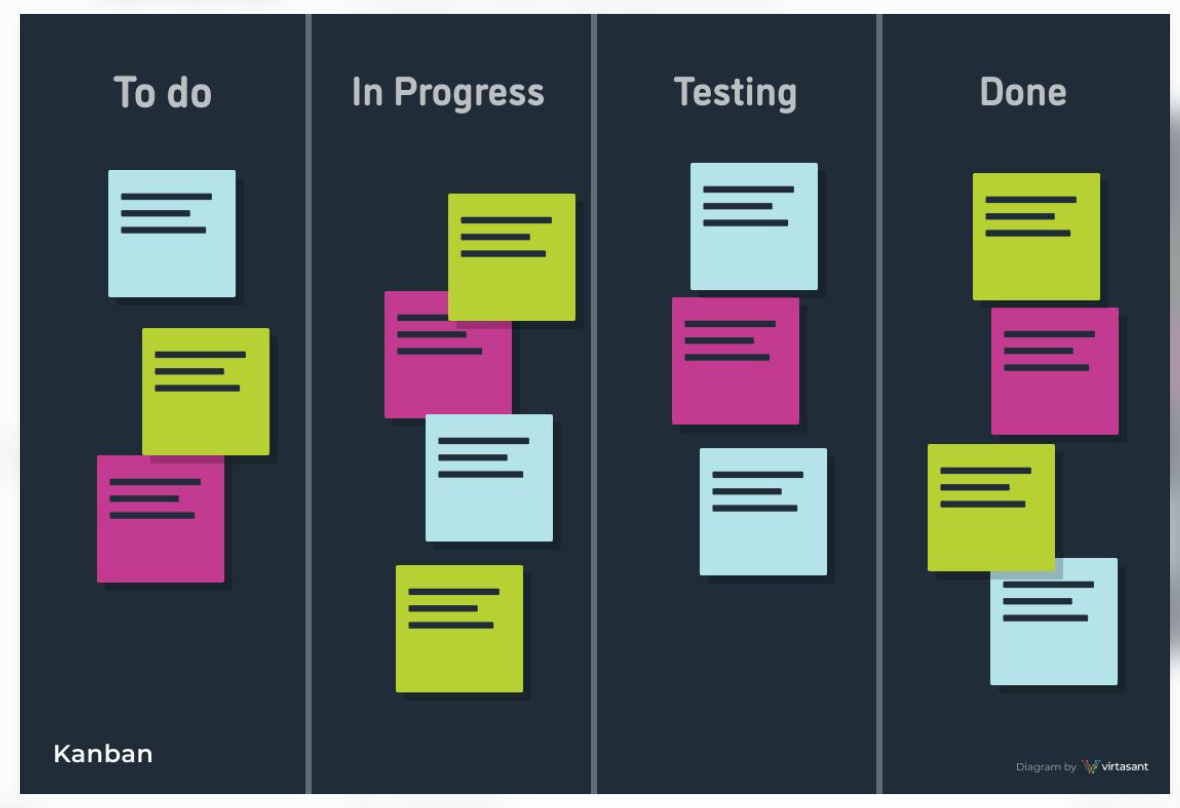 To do
In Progress
Testing
Done
Kanban
Diagram by virtasant